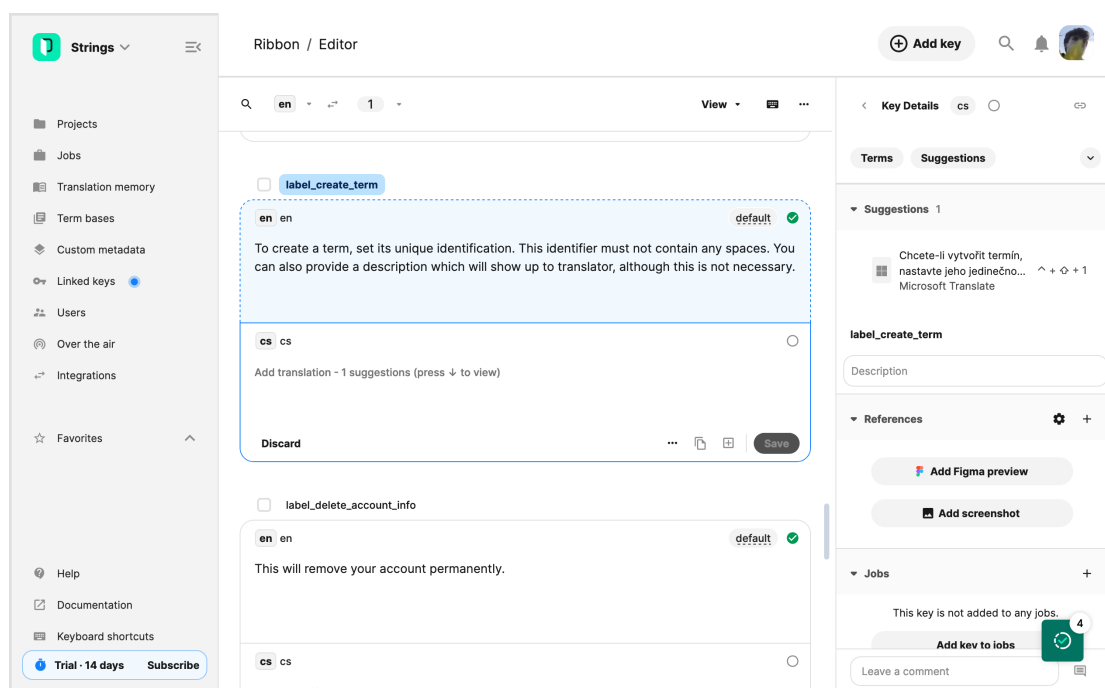 Strings
Projects
Jobs
Translation memory
Term bases
Custom metadata
Linked keys
Users
Over the air
Integrations
Favorites
Help
Documentation
Keyboard shortcuts
Trial · 14 days Subscribe
Ribbon / Editor
Add key
en 1
View
label_create_term
en en default
To create a term, set its unique identification. This identifier must not contain any spaces. You
can also provide a description which will show up to translator, although this is not necessary.
cs cs
Add translation - 1 suggestions (press ↓ to view)
Discard Save
label_delete_account_info
en en default
This will remove your account permanently.
cs cs
Key Details cs
Terms Suggestions
Suggestions 1
Chcete-li vytvořit termín,
nastavte jeho jedinečno... ^ + ⇧ + 1
Microsoft Translate
label_create_term
Description
References
Add Figma preview
Add screenshot
Jobs
This key is not added to any jobs.
4
Add key to jobs
Leave a comment